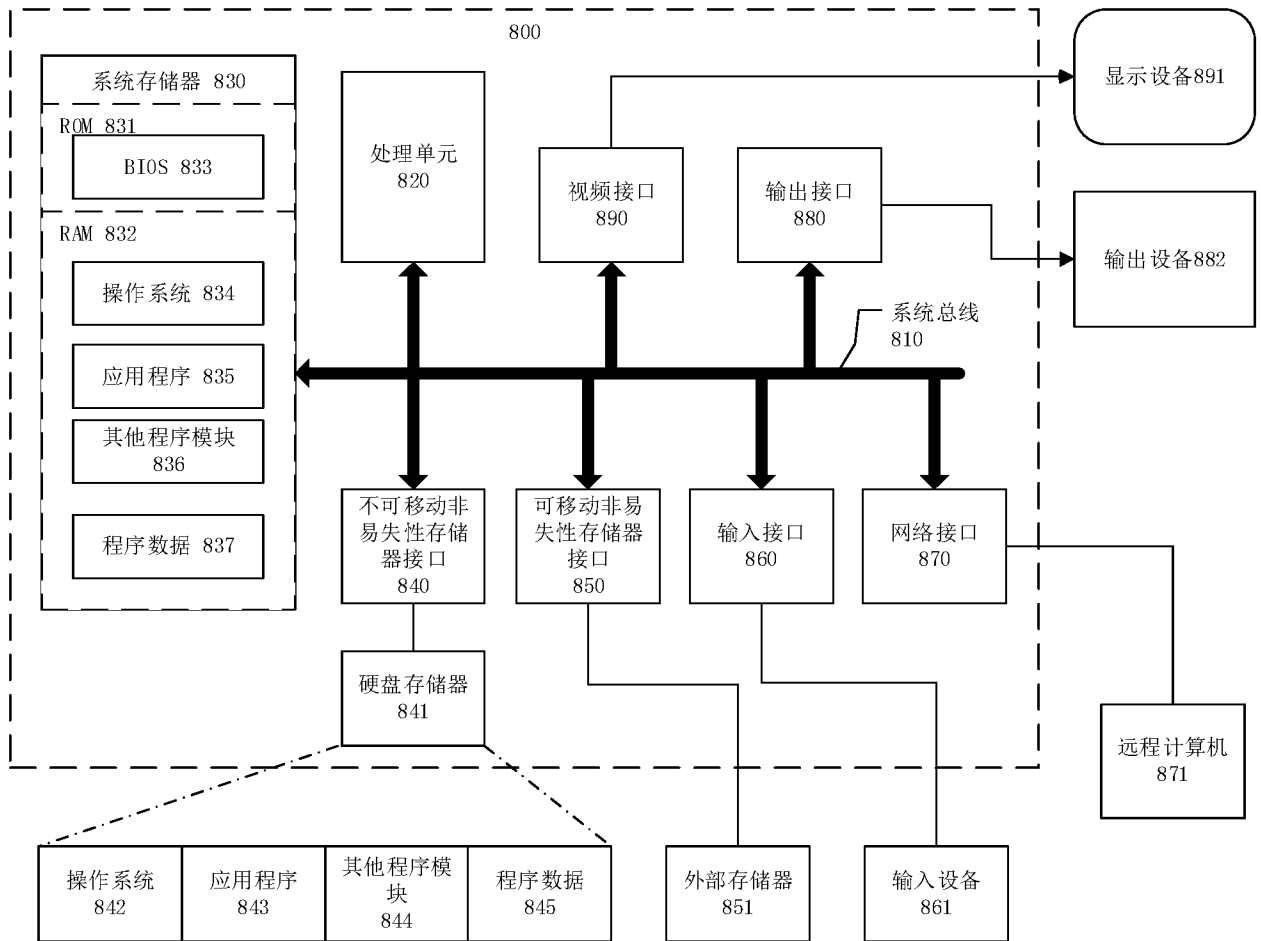 800
系统存储器 830
ROM 831
BIOS 833
RAM 832
操作系统 834
应用程序 835
其他程序模块
836
程序数据 837
处理单元
820
视频接口
890
输出接口
880
显示设备891
输出设备882
系统总线
810
不可移动非
易失性存储
器接口
840
可移动非易
失性存储器
接口
850
输入接口
860
网络接口
870
硬盘存储器
841
远程计算机
871
操作系统
842
应用程序
843
其他程序模
块
844
程序数据
845
外部存储器
851
输入设备
861